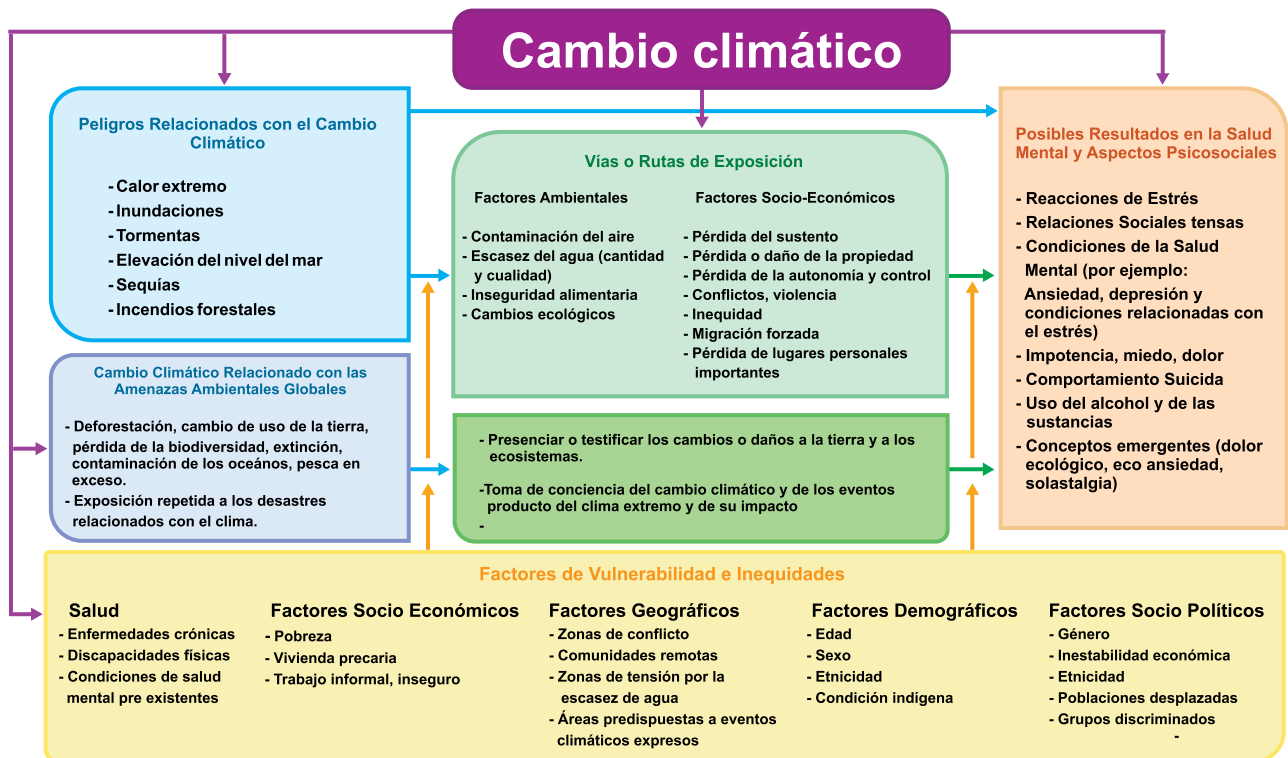 Cambio climático
Peligros Relacionados con el Cambio
Climático
- Calor extremo
- Inundaciones
- Tormentas
- Elevación del nivel del mar
- Sequías
- Incendios forestales
Cambio Climático Relacionado con las
Amenazas Ambientales Globales
- Deforestación, cambio de uso de la tierra,
pérdida de la biodiversidad, extinción,
contaminación de los oceános, pesca en
exceso.
- Exposición repetida a los desastres
relacionados con el clima.
Vías o Rutas de Exposición
Factores Ambientales
- Contaminación del aire
- Escasez del agua (cantidad
y cualidad)
- Inseguridad alimentaria
- Cambios ecológicos
Factores Socio-Económicos
- Pérdida del sustento
- Pérdida o daño de la propiedad
- Pérdida de la autonomía y control
- Conflictos, violencia
- Inequidad
- Migración forzada
- Pérdida de lugares personales
importantes
- Presenciar o testificar los cambios o daños a la tierra y a los
ecosistemas.
-Toma de conciencia del cambio climático y de los eventos
producto del clima extremo y de su impacto
-
Posibles Resultados en la Salud
Mental y Aspectos Psicosociales
- Reacciones de Estrés
- Relaciones Sociales tensas
- Condiciones de la Salud
Mental (por ejemplo:
Ansiedad, depresión y
condiciones relacionadas con
el estrés)
- Impotencia, miedo, dolor
- Comportamiento Suicida
- Uso del alcohol y de las
sustancias
- Conceptos emergentes (dolor
ecológico, eco ansiedad,
solastalgia)
Factores de Vulnerabilidad e Inequidades
Salud
- Enfermedades crónicas
- Discapacidades físicas
- Condiciones de salud
mental pre existentes
Factores Socio Económicos
- Pobreza
- Vivienda precaria
- Trabajo informal, inseguro
Factores Geográficos
- Zonas de conflicto
- Comunidades remotas
- Zonas de tensión por la
escasez de agua
- Áreas predispuestas a eventos
climáticos expresos
Factores Demográficos
- Edad
- Sexo
- Etnicidad
- Condición indígena
Factores Socio Políticos
- Género
- Inestabilidad económica
- Etnicidad
- Poblaciones desplazadas
- Grupos discriminados
-